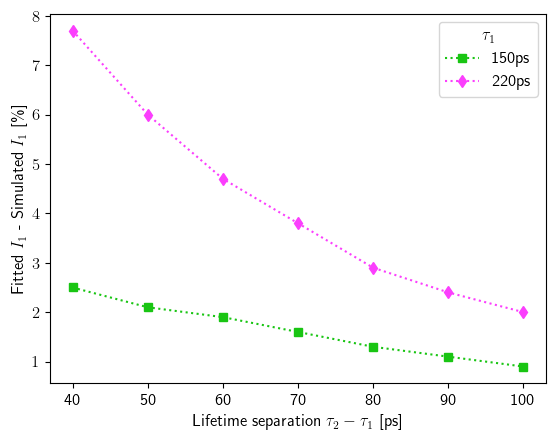 8
7
6
5
4
3
2
1
Fitted I₁ - Simulated I₁ [%]
τ₁
150ps
220ps
40 50 60 70 80 90 100
Lifetime separation τ₂ − τ₁ [ps]